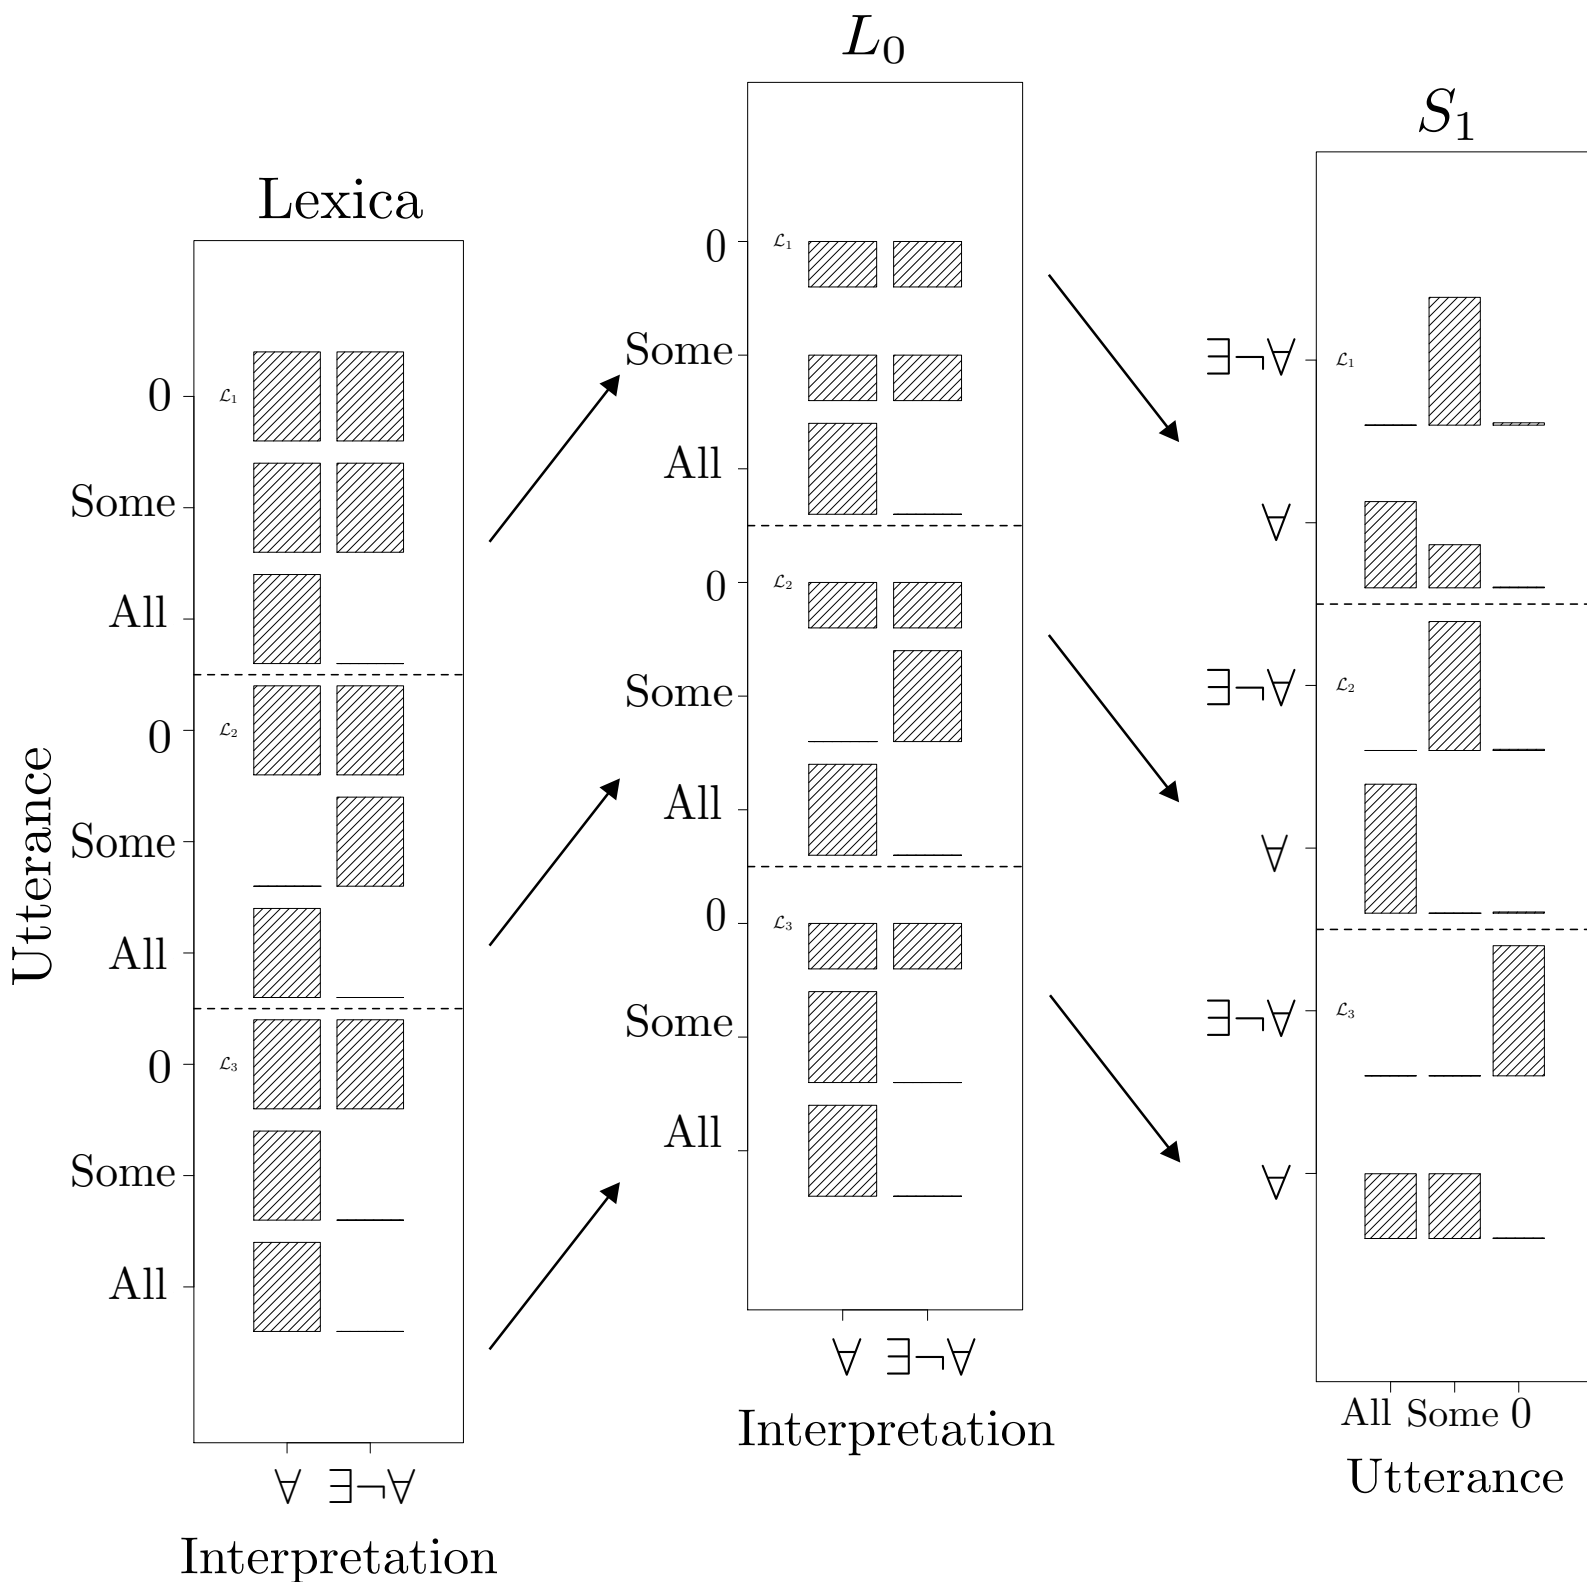 Lexica
Utterance
0
ℒ₁
Some
All
0
ℒ₂
Some
All
0
ℒ₃
Some
All
∀ ∃¬∀
Interpretation
L₀
0
ℒ₁
Some
All
0
ℒ₂
Some
All
0
ℒ₃
Some
All
∀ ∃¬∀
Interpretation
S₁
∃¬∀
ℒ₁
∀
∃¬∀
ℒ₂
∀
∃¬∀
ℒ₃
∀
All Some 0
Utterance